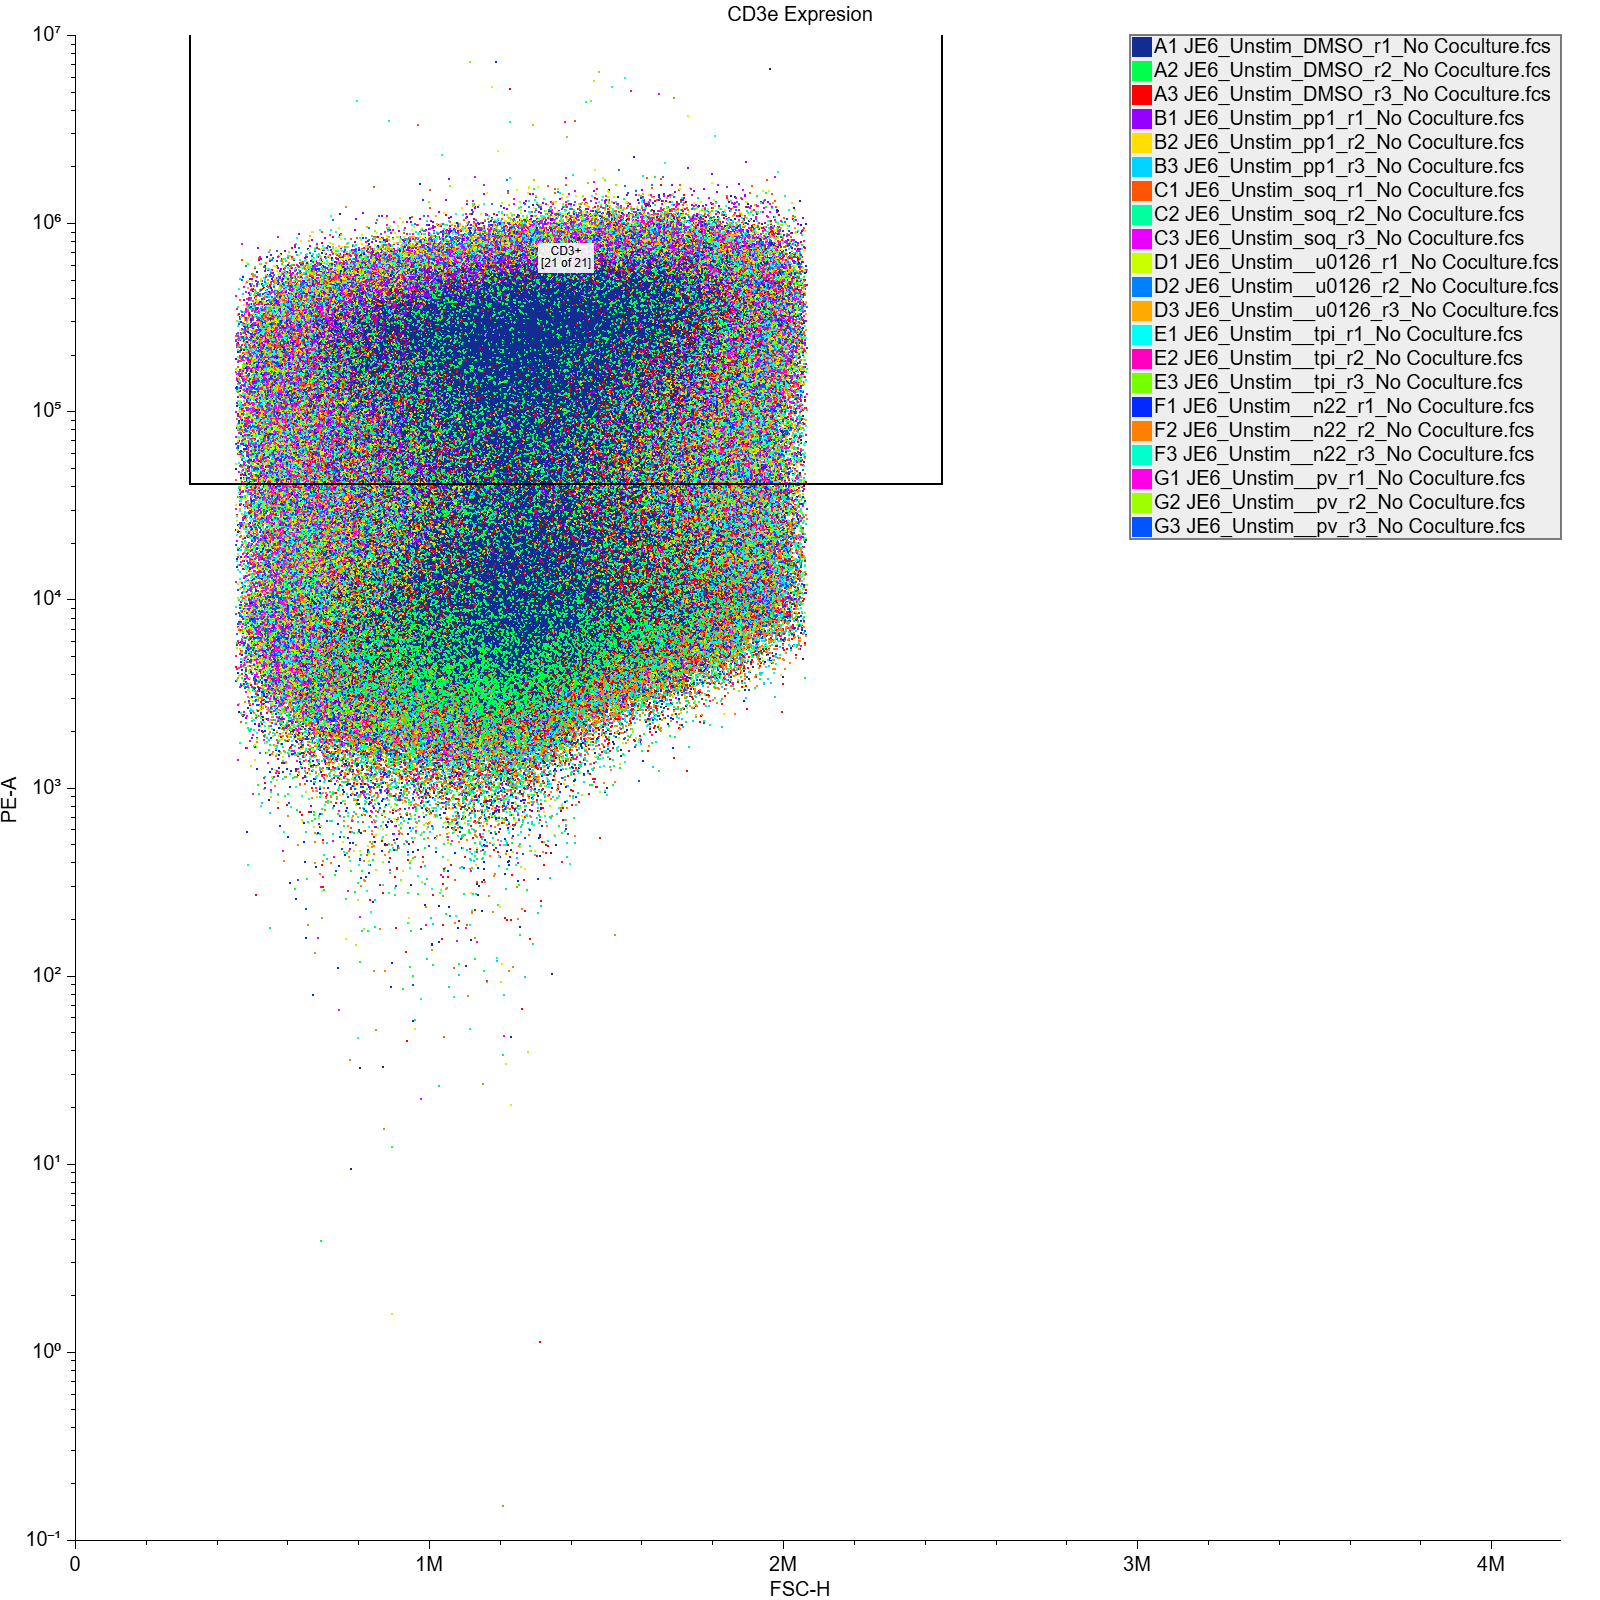 CD3e Expresion
10⁷
10⁶
10⁵
10⁴
10³
10²
10¹
10⁰
10⁻¹
PE-A
CD3+
[21 of 21]
A1 JE6_Unstim_DMSO_r1_No Coculture.fcs
A2 JE6_Unstim_DMSO_r2_No Coculture.fcs
A3 JE6_Unstim_DMSO_r3_No Coculture.fcs
B1 JE6_Unstim_pp1_r1_No Coculture.fcs
B2 JE6_Unstim_pp1_r2_No Coculture.fcs
B3 JE6_Unstim_pp1_r3_No Coculture.fcs
C1 JE6_Unstim_soq_r1_No Coculture.fcs
C2 JE6_Unstim_soq_r2_No Coculture.fcs
C3 JE6_Unstim_soq_r3_No Coculture.fcs
D1 JE6_Unstim__u0126_r1_No Coculture.fcs
D2 JE6_Unstim__u0126_r2_No Coculture.fcs
D3 JE6_Unstim__u0126_r3_No Coculture.fcs
E1 JE6_Unstim__tpi_r1_No Coculture.fcs
E2 JE6_Unstim__tpi_r2_No Coculture.fcs
E3 JE6_Unstim__tpi_r3_No Coculture.fcs
F1 JE6_Unstim__n22_r1_No Coculture.fcs
F2 JE6_Unstim__n22_r2_No Coculture.fcs
F3 JE6_Unstim__n22_r3_No Coculture.fcs
G1 JE6_Unstim__pv_r1_No Coculture.fcs
G2 JE6_Unstim__pv_r2_No Coculture.fcs
G3 JE6_Unstim__pv_r3_No Coculture.fcs
0 1M 2M 3M 4M
FSC-H